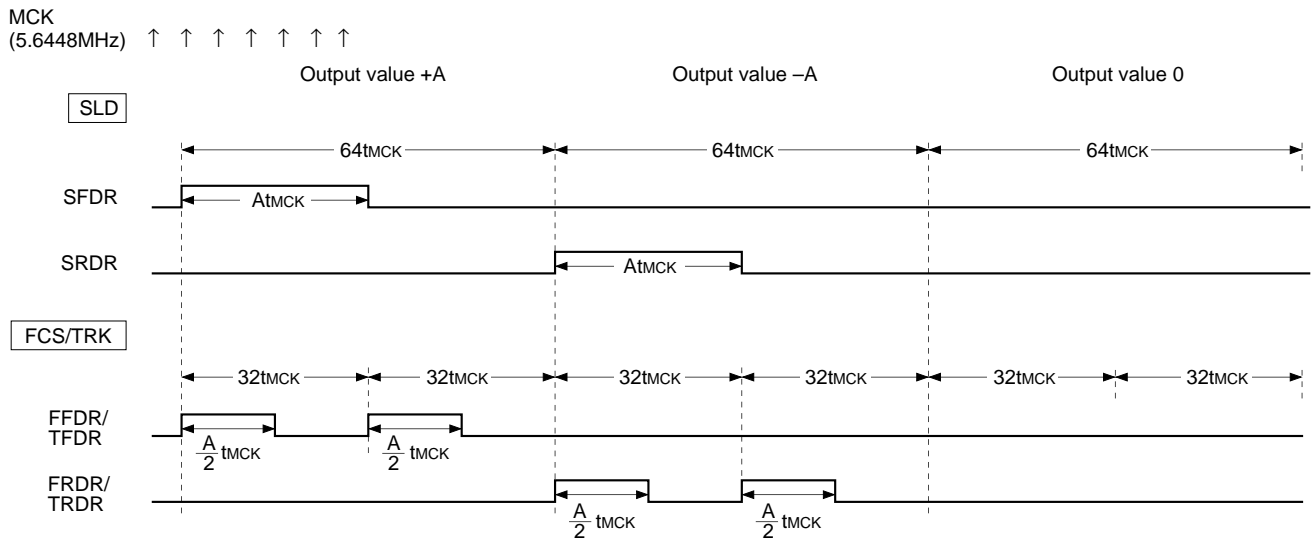 MCK
(5.6448MHz) ↑ ↑ ↑ ↑ ↑ ↑ ↑
Output value +A Output value –A Output value 0
SLD
64tMCK 64tMCK 64tMCK
SFDR AtMCK
SRDR AtMCK
FCS/TRK
32tMCK 32tMCK 32tMCK 32tMCK 32tMCK 32tMCK
FFDR/
TFDR
A/2 tMCK A/2 tMCK
FRDR/
TRDR
A/2 tMCK A/2 tMCK